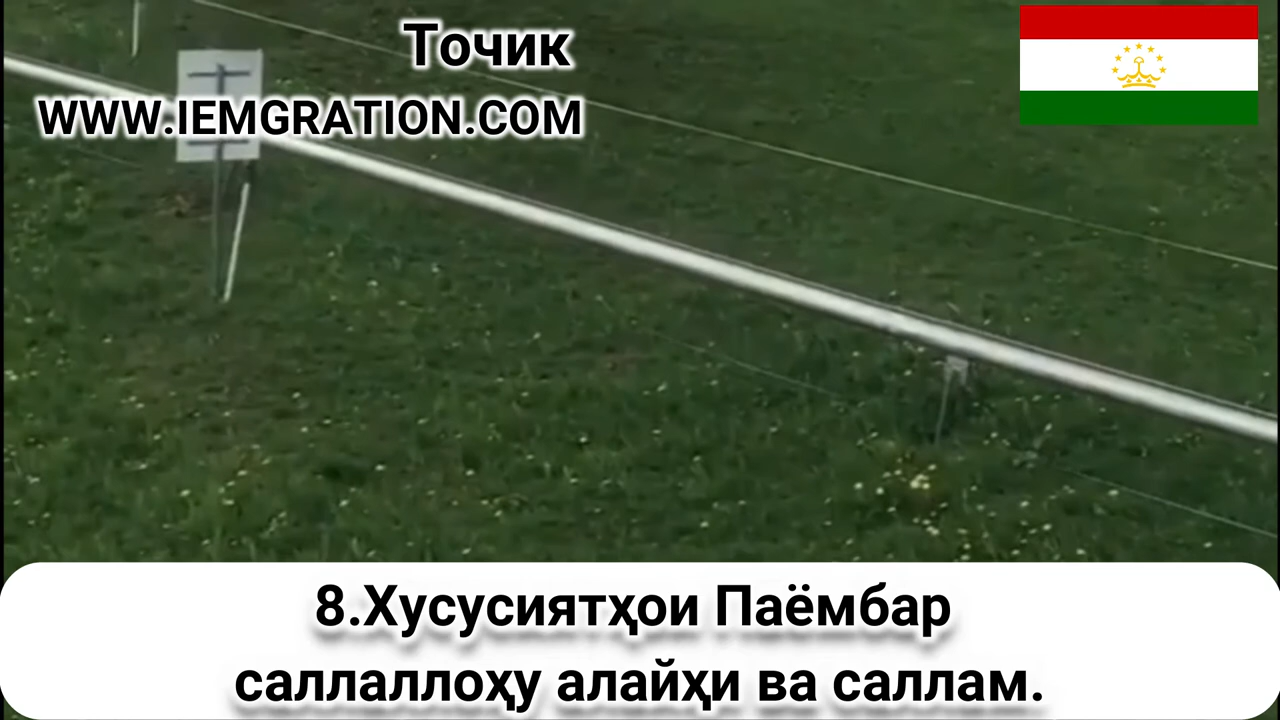 Точик
WWW.IEMGRATION.COM
8.Хусусиятҳои Паёмбар
саллаллоҳу алайҳи ва саллам.